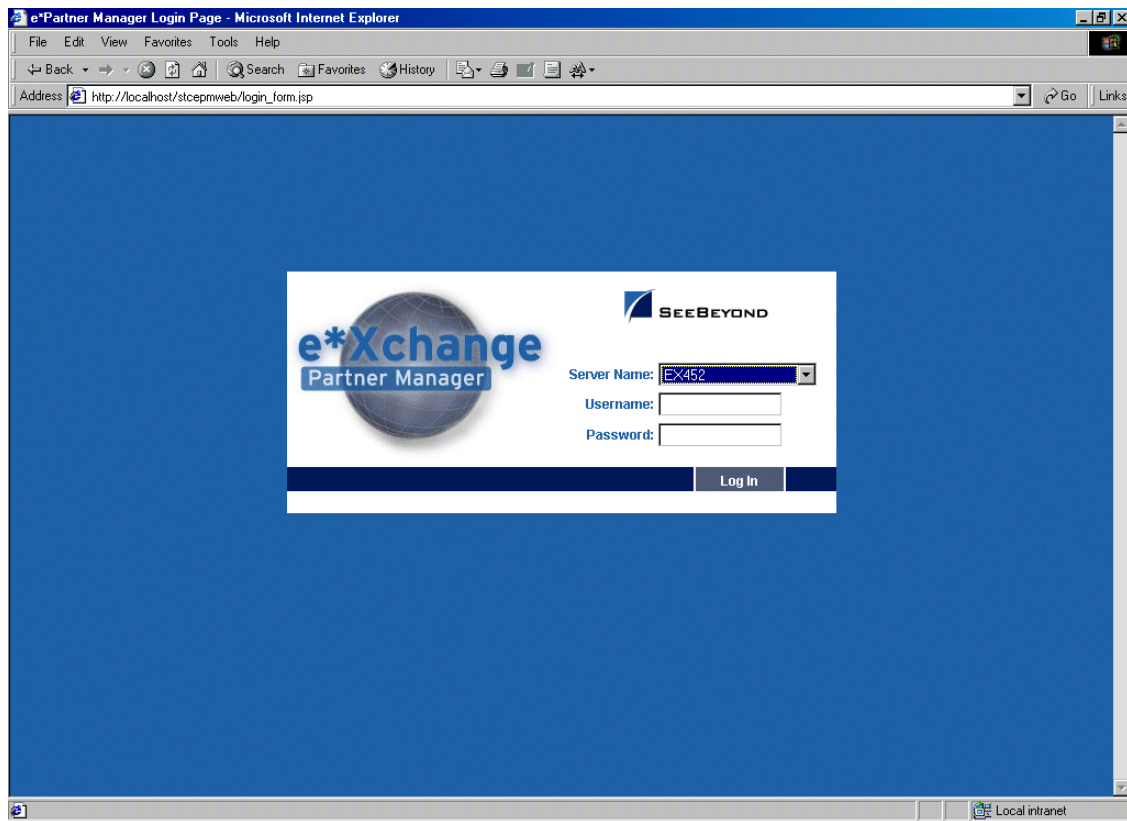 e*Partner Manager Login Page - Microsoft Internet Explorer
File Edit View Favorites Tools Help
Back Search Favorites History
Address http://localhost/stcepmweb/login_form.jsp Go Links
SEEBEYOND
e*Xchange
Partner Manager
Server Name: EX452
Username:
Password:
Log In
Local intranet